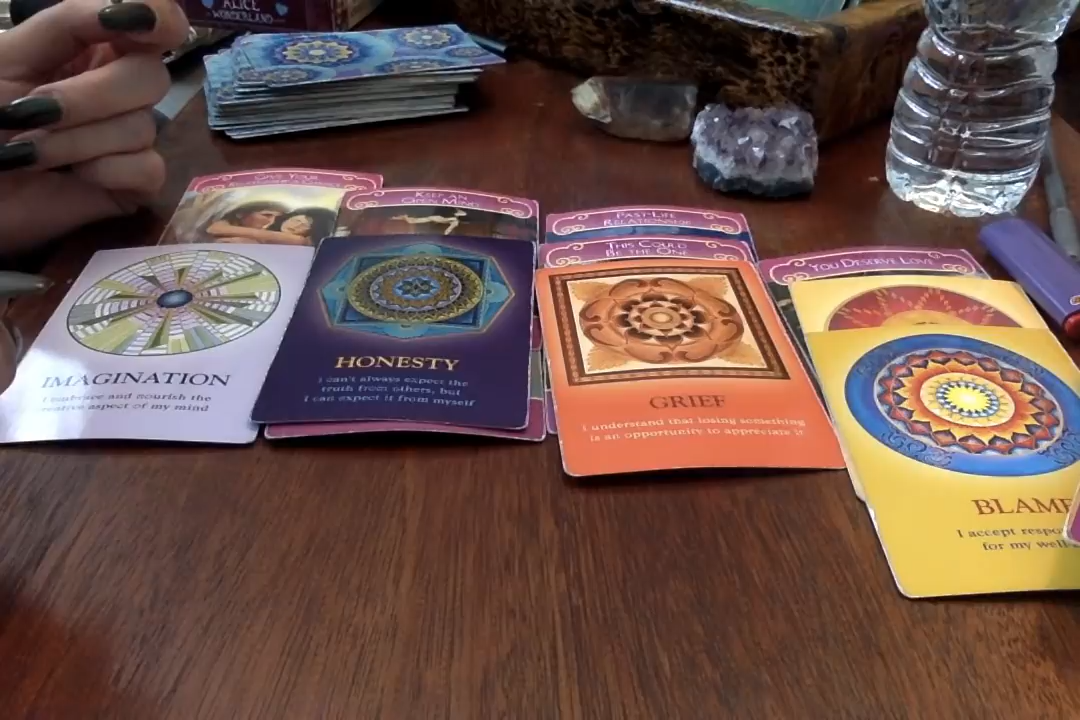 ALICE
WONDERLAND
GIVE YOUR
KEEP AN
OPEN MIND
PAST-LIFE
RELATIONSHIP
THIS COULD
BE THE ONE
YOU DESERVE LOVE
IMAGINATION
I embrace and nourish the
creative aspect of my mind
HONESTY
I can't always expect the
truth from others, but
I can expect it from myself
GRIEF
I understand that losing something
is an opportunity to appreciate it
BLAME
I accept
for my